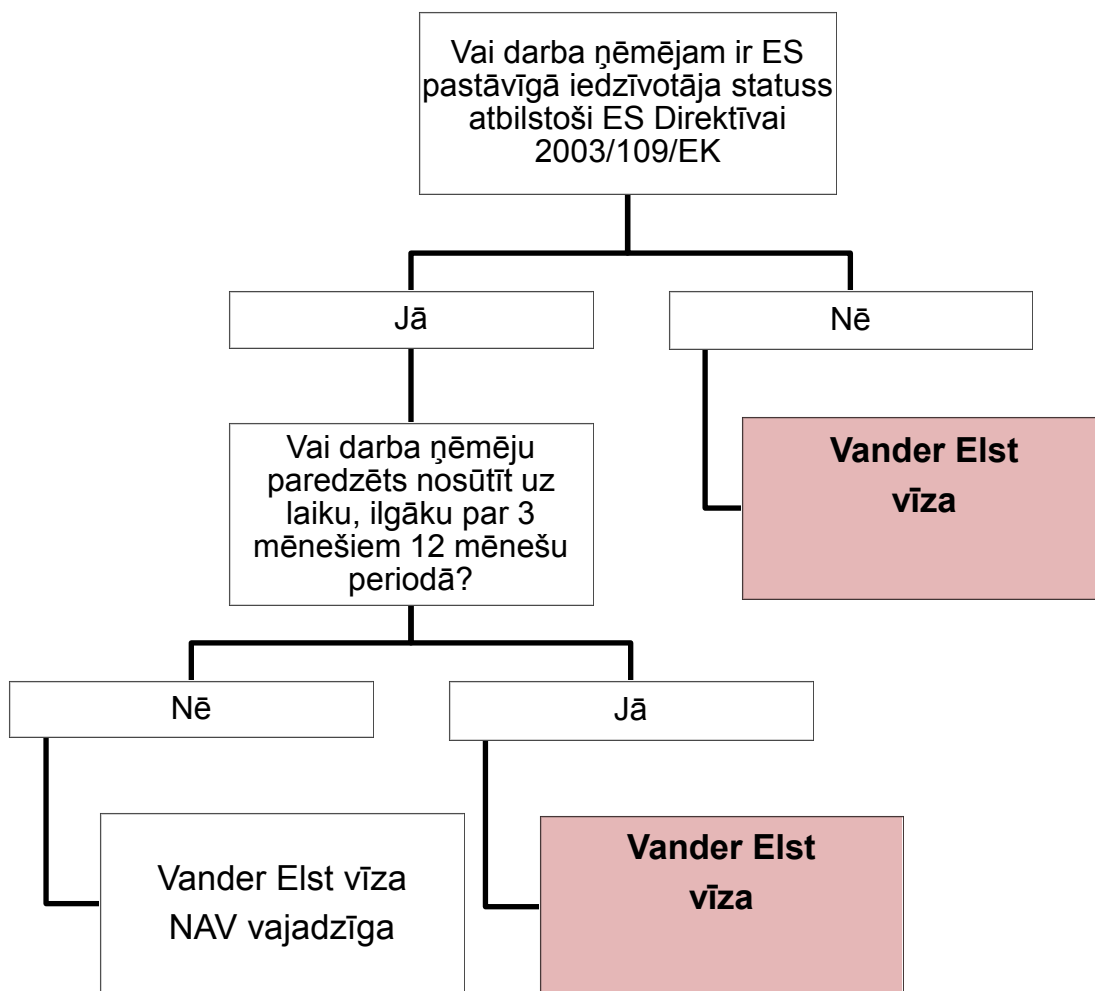 Vai darba ņēmējam ir ES
pastāvīgā iedzīvotāja statuss
atbilstoši ES Direktīvai
2003/109/EK
Jā
Nē
Vai darba ņēmēju
paredzēts nosūtīt uz
laiku, ilgāku par 3
mēnešiem 12 mēnešu
periodā?
Vander Elst
vīza
Nē
Jā
Vander Elst vīza
NAV vajadzīga
Vander Elst
vīza